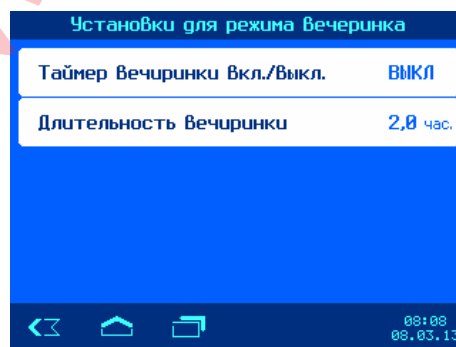 Установки для режима Вечеринка
Таймер Вечиринки Вкл./Выкл. ВЫКЛ
Длительность Вечиринки 2,0 час.
08:08
08.03.13